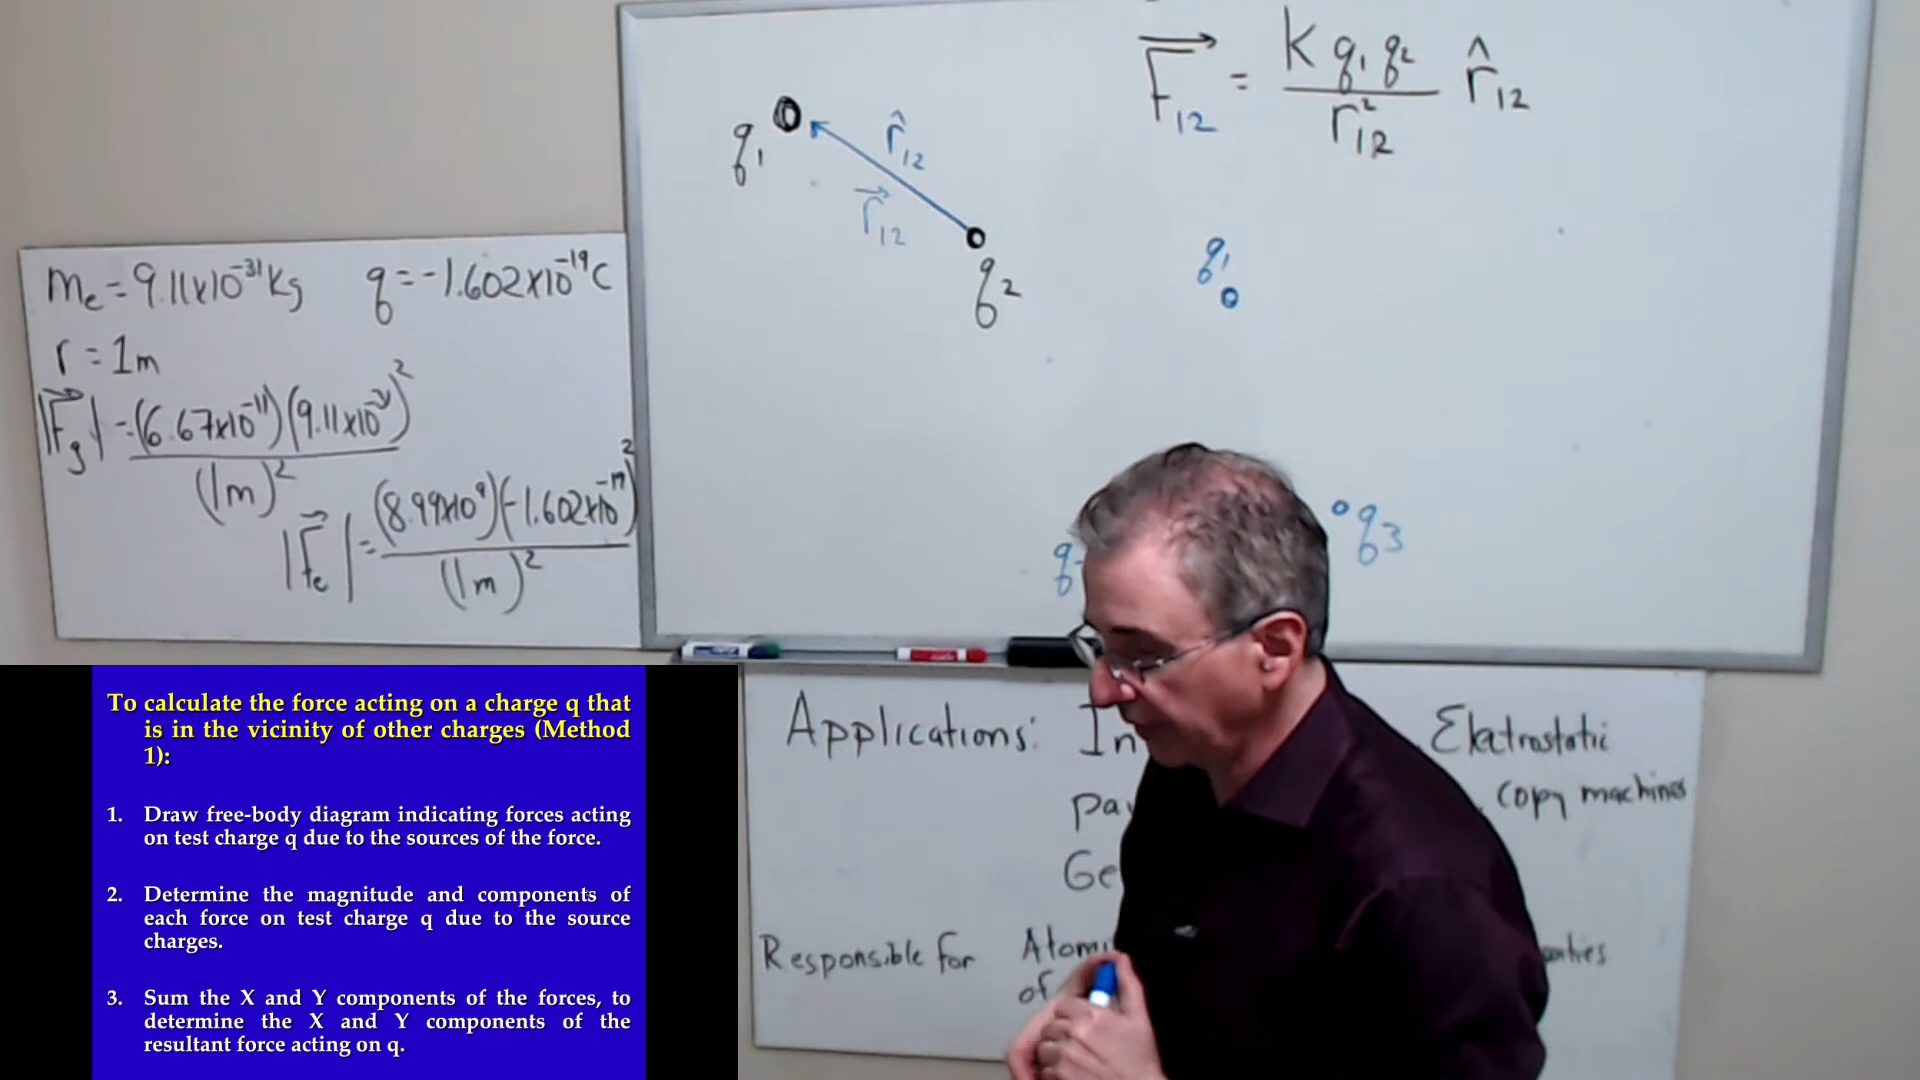 F₁₂ = K q₁ q₂ / r₁₂² r̂₁₂
q₁
r̂₁₂
r₁₂
q₂
q₁
q₃
q
mₑ = 9.11x10⁻³¹ Kg q = -1.602x10⁻¹⁹ C
r = 1m
|Fg| = (6.67x10⁻¹¹)(9.11x10⁻³¹)² / (1m)²
|Fe| = (8.99x10⁹)(-1.602x10⁻¹⁹)² / (1m)²
To calculate the force acting on a charge q that
is in the vicinity of other charges (Method
1):
1. Draw free-body diagram indicating forces acting
on test charge q due to the sources of the force.
2. Determine the magnitude and components of
each force on test charge q due to the source
charges.
3. Sum the X and Y components of the forces, to
determine the X and Y components of the
resultant force acting on q.
Applications: In Electrostatic
copy machines
Responsible for Atomi
of